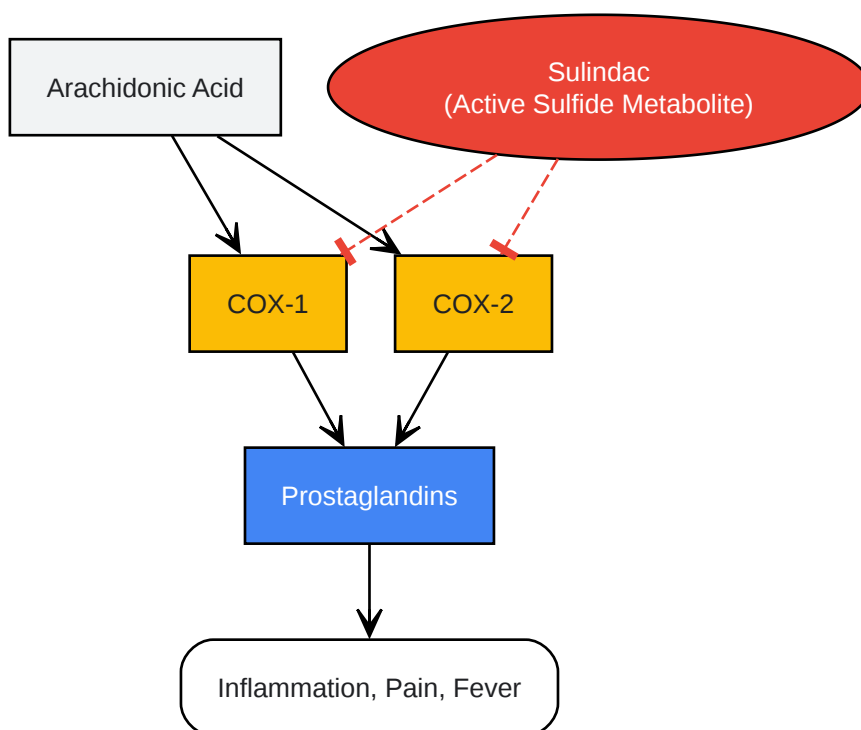 Arachidonic Acid
Sulindac
(Active Sulfide Metabolite)
COX-1
COX-2
Prostaglandins
Inflammation, Pain, Fever